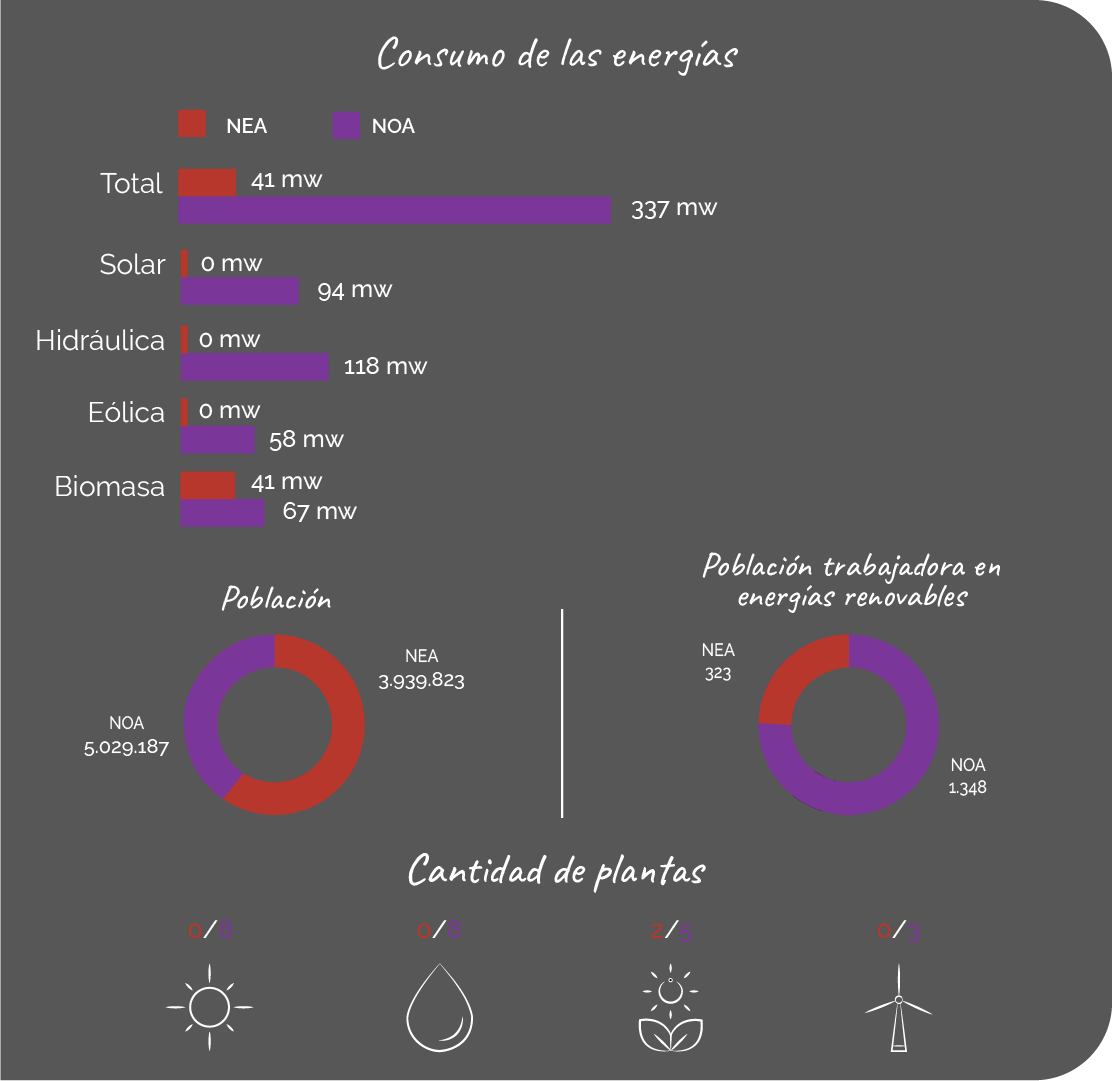 Consumo de las energías
NEA NOA
Total
41 mw
337 mw
Solar
0 mw
94 mw
Hidráulica
0 mw
118 mw
Eólica
0 mw
58 mw
Biomasa
41 mw
67 mw
Población
NEA
3.939.823
NOA
5.029.187
Población trabajadora en
energías renovables
NEA
323
NOA
1.348
Cantidad de plantas
0/8 0/8 2/5 0/3